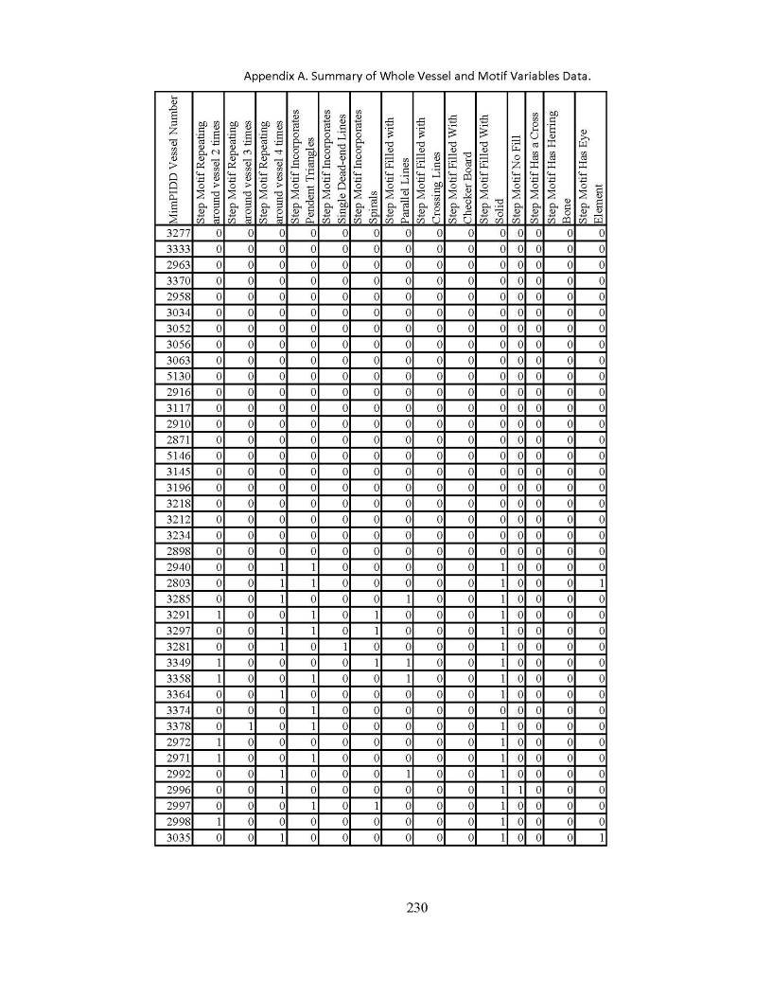 Appendix A. Summary of Whole Vessel and Motif Variables Data.
MimPIDD Vessel Number
Step Motif Repeating
around vessel 2 times
Step Motif Repeating
around vessel 3 times
Step Motif Repeating
around vessel 4 times
Step Motif Incorporates
Pendent Triangles
Step Motif Incorporates
Single Dead-end Lines
Step Motif Incorporates
Spirals
Step Motif Filled with
Parallel Lines
Step Motif Filled with
Crossing Lines
Step Motif Filled With
Checker Board
Step Motif Filled With
Solid
Step Motif No Fill
Step Motif Has a Cross
Step Motif Has Herring
Bone
Step Motif Has Eye
Element
3277 0 0 0 0 0 0 0 0 0 0 0 0 0 0
3333 0 0 0 0 0 0 0 0 0 0 0 0 0 0
2963 0 0 0 0 0 0 0 0 0 0 0 0 0 0
3370 0 0 0 0 0 0 0 0 0 0 0 0 0 0
2958 0 0 0 0 0 0 0 0 0 0 0 0 0 0
3034 0 0 0 0 0 0 0 0 0 0 0 0 0 0
3052 0 0 0 0 0 0 0 0 0 0 0 0 0 0
3056 0 0 0 0 0 0 0 0 0 0 0 0 0 0
3063 0 0 0 0 0 0 0 0 0 0 0 0 0 0
5130 0 0 0 0 0 0 0 0 0 0 0 0 0 0
2916 0 0 0 0 0 0 0 0 0 0 0 0 0 0
3117 0 0 0 0 0 0 0 0 0 0 0 0 0 0
2910 0 0 0 0 0 0 0 0 0 0 0 0 0 0
2871 0 0 0 0 0 0 0 0 0 0 0 0 0 0
5146 0 0 0 0 0 0 0 0 0 0 0 0 0 0
3145 0 0 0 0 0 0 0 0 0 0 0 0 0 0
3196 0 0 0 0 0 0 0 0 0 0 0 0 0 0
3218 0 0 0 0 0 0 0 0 0 0 0 0 0 0
3212 0 0 0 0 0 0 0 0 0 0 0 0 0 0
3234 0 0 0 0 0 0 0 0 0 0 0 0 0 0
2898 0 0 0 0 0 0 0 0 0 0 0 0 0 0
2940 0 0 1 1 0 0 0 0 0 1 0 0 0 0
2803 0 0 1 1 0 0 0 0 0 1 0 0 0 1
3285 0 0 1 0 0 0 1 0 0 1 0 0 0 0
3291 1 0 0 1 0 1 0 0 0 1 0 0 0 0
3297 0 0 1 1 0 1 0 0 0 1 0 0 0 0
3281 0 0 1 0 1 0 0 0 0 1 0 0 0 0
3349 1 0 0 0 0 1 1 0 0 1 0 0 0 0
3358 1 0 0 1 0 0 1 0 0 1 0 0 0 0
3364 0 0 1 0 0 0 0 0 0 1 0 0 0 0
3374 0 0 0 1 0 0 0 0 0 0 0 0 0 0
3378 0 1 0 1 0 0 0 0 0 1 0 0 0 0
2972 1 0 0 0 0 0 0 0 0 1 0 0 0 0
2971 1 0 0 1 0 0 0 0 0 1 0 0 0 0
2992 0 0 1 0 0 0 1 0 0 1 0 0 0 0
2996 0 0 1 0 0 0 0 0 0 1 1 0 0 0
2997 0 0 0 1 0 1 0 0 0 1 0 0 0 0
2998 1 0 0 0 0 0 0 0 0 1 0 0 0 0
3035 0 0 1 0 0 0 0 0 0 1 0 0 0 1
230